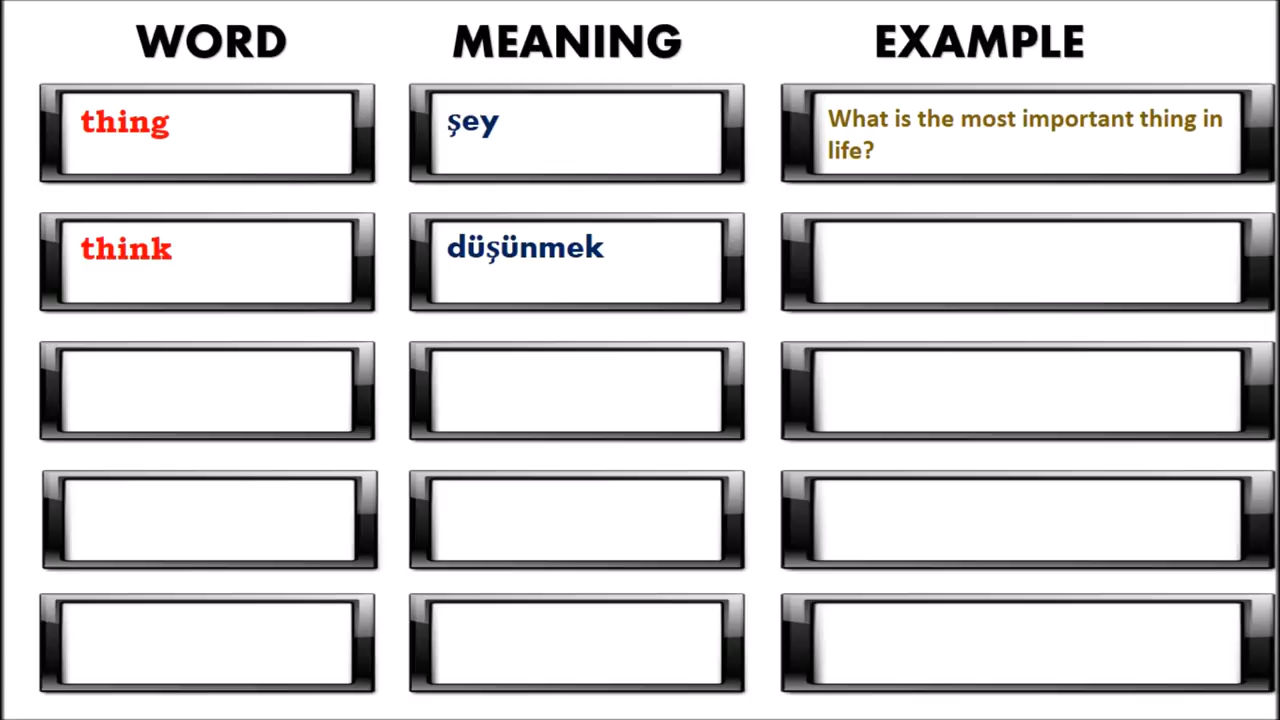 WORD MEANING EXAMPLE
thing şey What is the most important thing in
life?
think düşünmek